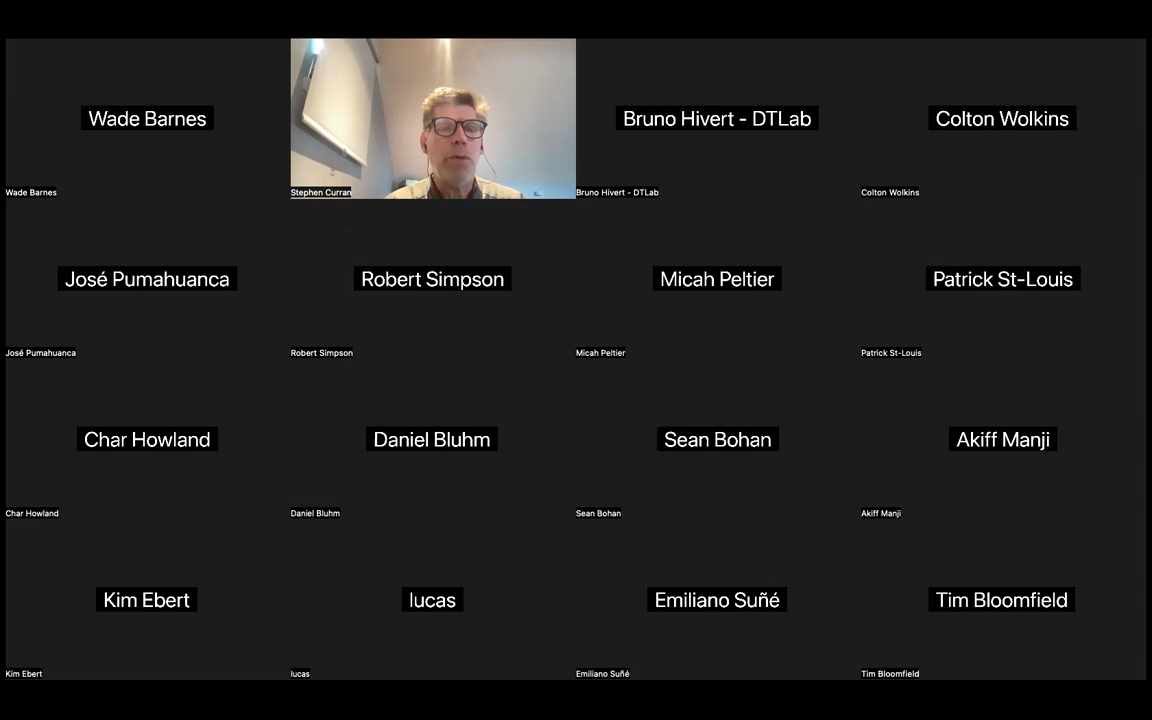 Wade Barnes
Bruno Hivert - DTLab
Colton Wolkins
Wade Barnes
Stephen Curran
Bruno Hivert - DTLab
Colton Wolkins
José Pumahuanca
Robert Simpson
Micah Peltier
Patrick St-Louis
José Pumahuanca
Robert Simpson
Micah Peltier
Patrick St-Louis
Char Howland
Daniel Bluhm
Sean Bohan
Akiff Manji
Char Howland
Daniel Bluhm
Sean Bohan
Akiff Manji
Kim Ebert
lucas
Emiliano Suñé
Tim Bloomfield
Kim Ebert
lucas
Emiliano Suñé
Tim Bloomfield